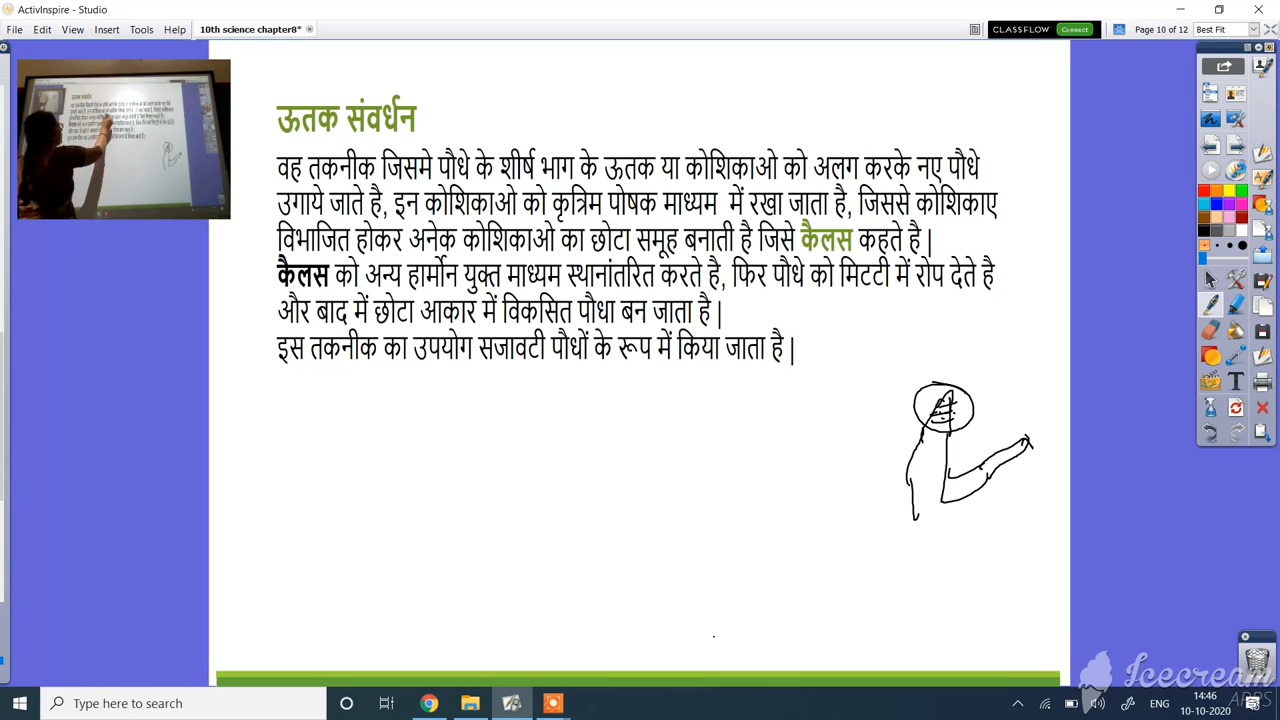 ActivInspire - Studio
File Edit View Insert Tools Help 10th science chapter8* CLASSFLOW Connect Page 10 of 12 Best Fit
ऊतक संवर्धन
वह तकनीक जिसमे पौधे के शीर्ष भाग के ऊतक या कोशिकाओ को अलग करके नए पौधे
उगाये जाते है, इन कोशिकाओ को कृत्रिम पोषक माध्यम में रखा जाता है, जिससे कोशिकाए
विभाजित होकर अनेक कोशिकाओ का छोटा समूह बनाती है जिसे कैलस कहते है |
कैलस को अन्य हार्मोन युक्त माध्यम स्थानांतरित करते है, फिर पौधे को मिटटी में रोप देते है
और बाद में छोटा आकार में विकसित पौधा बन जाता है |
इस तकनीक का उपयोग सजावटी पौधों के रूप में किया जाता है |
Icecream
APPS
Type here to search
ENG
14:46
10-10-2020